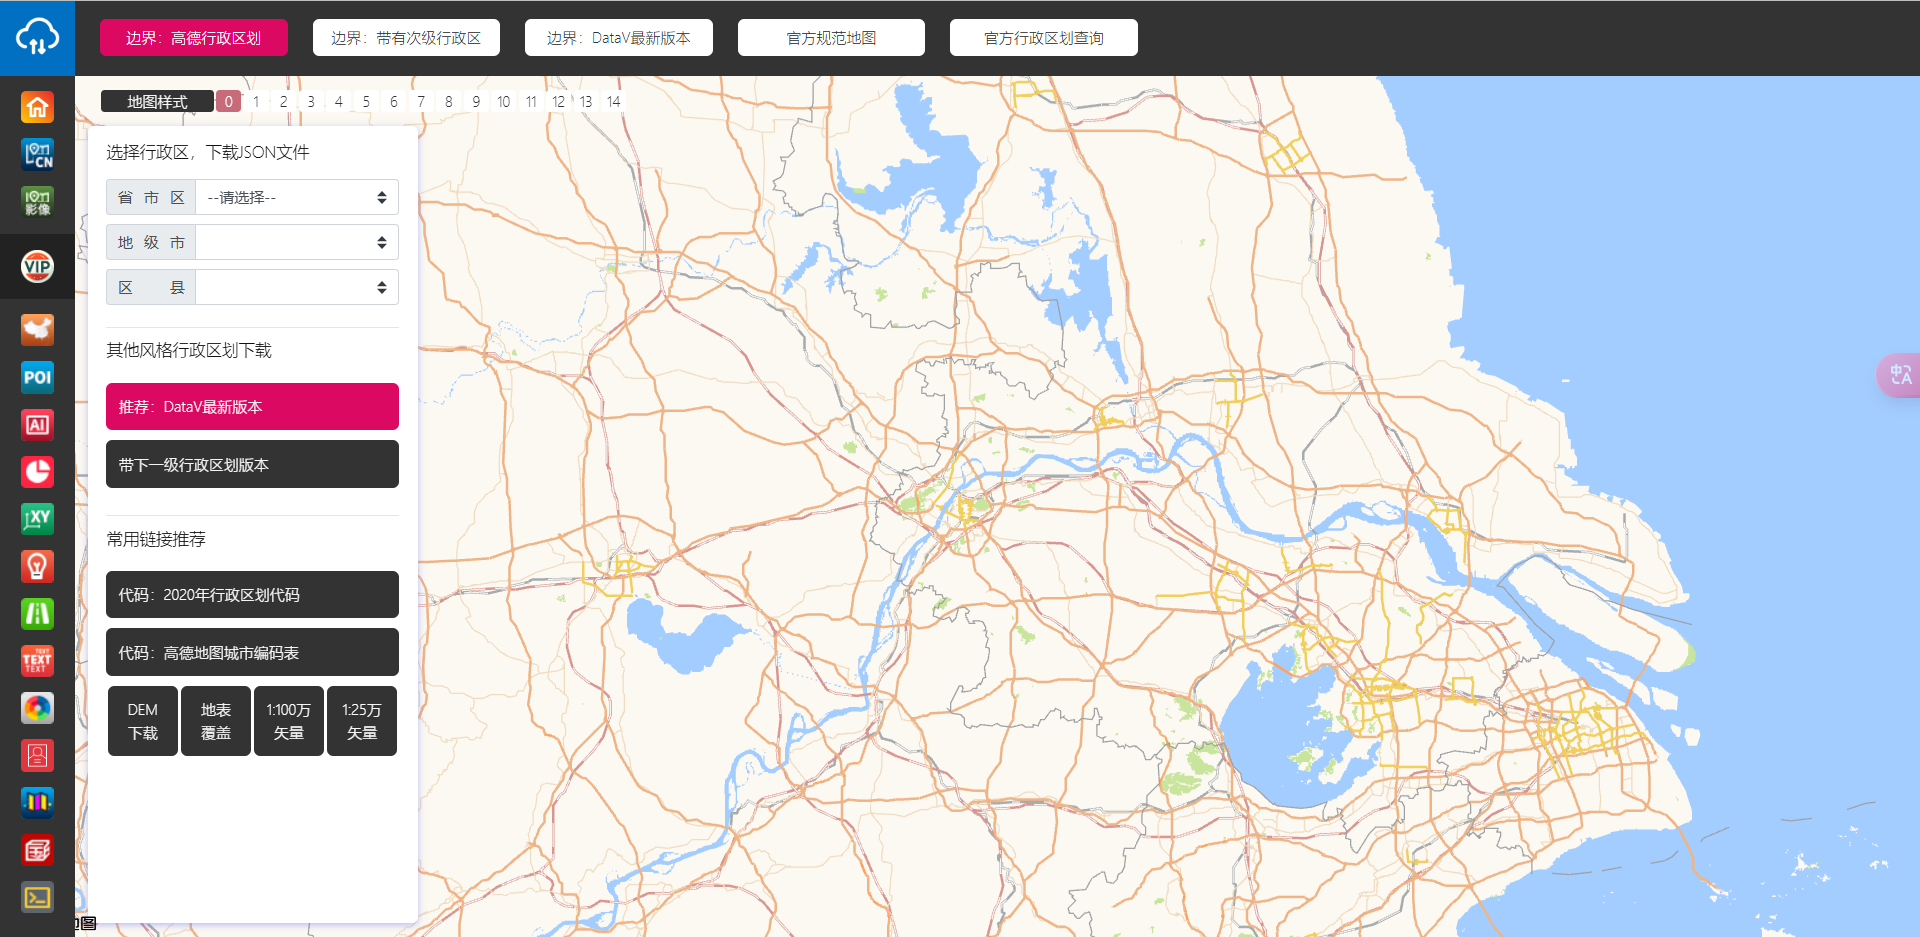 边界：高德行政区划
边界：带有次级行政区
边界：DataV最新版本
官方规范地图
官方行政区划查询
地图样式 0 1 2 3 4 5 6 7 8 9 10 11 12 13 14
CN
影像
VIP
POI
AI
XY
TEXT
TEXT
TEXT
选择行政区，下载JSON文件
省市区 --请选择--
地级市
区县
其他风格行政区划下载
推荐：DataV最新版本
带下一级行政区划版本
常用链接推荐
代码：2020年行政区划代码
代码：高德地图城市编码表
DEM
下载
地表
覆盖
1:100万
矢量
1:25万
矢量
图
中
A